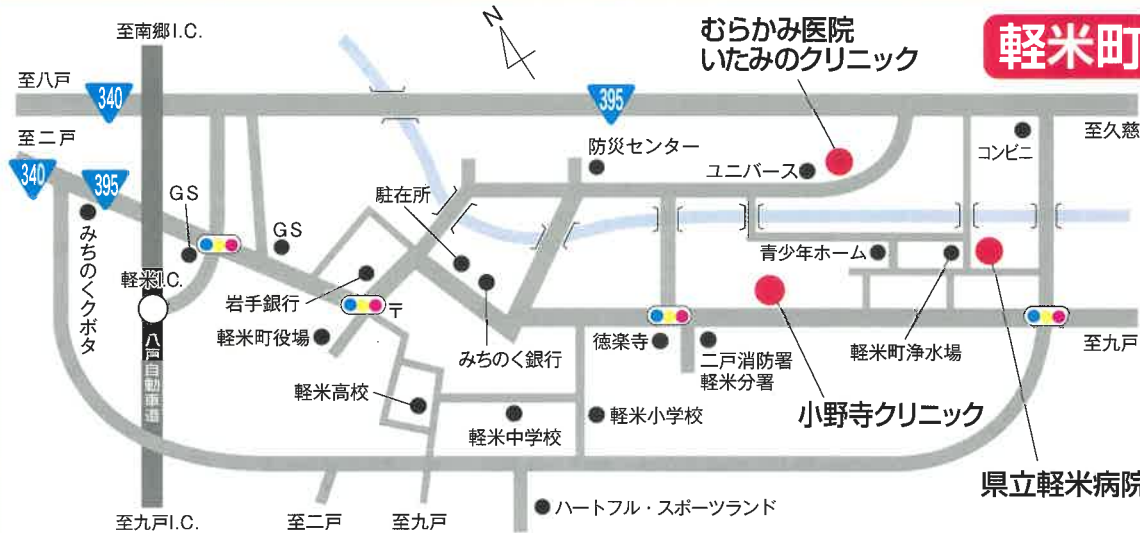 至南郷I.C.
N
むらかみ医院
いたみのクリニック
軽米町
至八戸
340
395
至久慈
至二戸
340
395
防災センター
ユニバース
コンビニ
GS
GS
駐在所
みちのくクボタ
軽米I.C.
岩手銀行
〒
青少年ホーム
八戸自動車道
軽米町役場
みちのく銀行
徳楽寺
二戸消防署
軽米分署
軽米町浄水場
至九戸
軽米高校
軽米中学校
軽米小学校
小野寺クリニック
県立軽米病院
至九戸I.C.
至二戸
至九戸
ハートフル・スポーツランド